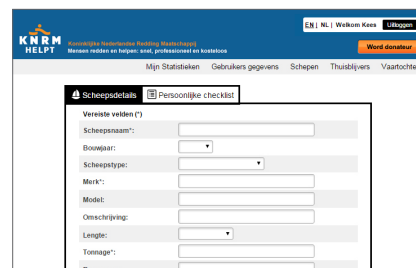 EN | NL | Welkom Kees Uitloggen
KNRM
HELPT
Koninklijke Nederlandse Redding Maatschappij
Mensen redden en helpen: snel, professioneel en kosteloos
Word donateur
Mijn Statistieken Gebruikers gegevens Schepen Thuisblijvers Vaartochte
Scheepsdetails Persoonlijke checklist
Vereiste velden (*)
Scheepsnaam*:
Bouwjaar:
Scheepstype:
Merk*:
Model:
Omschrijving:
Lengte:
Tonnage*: